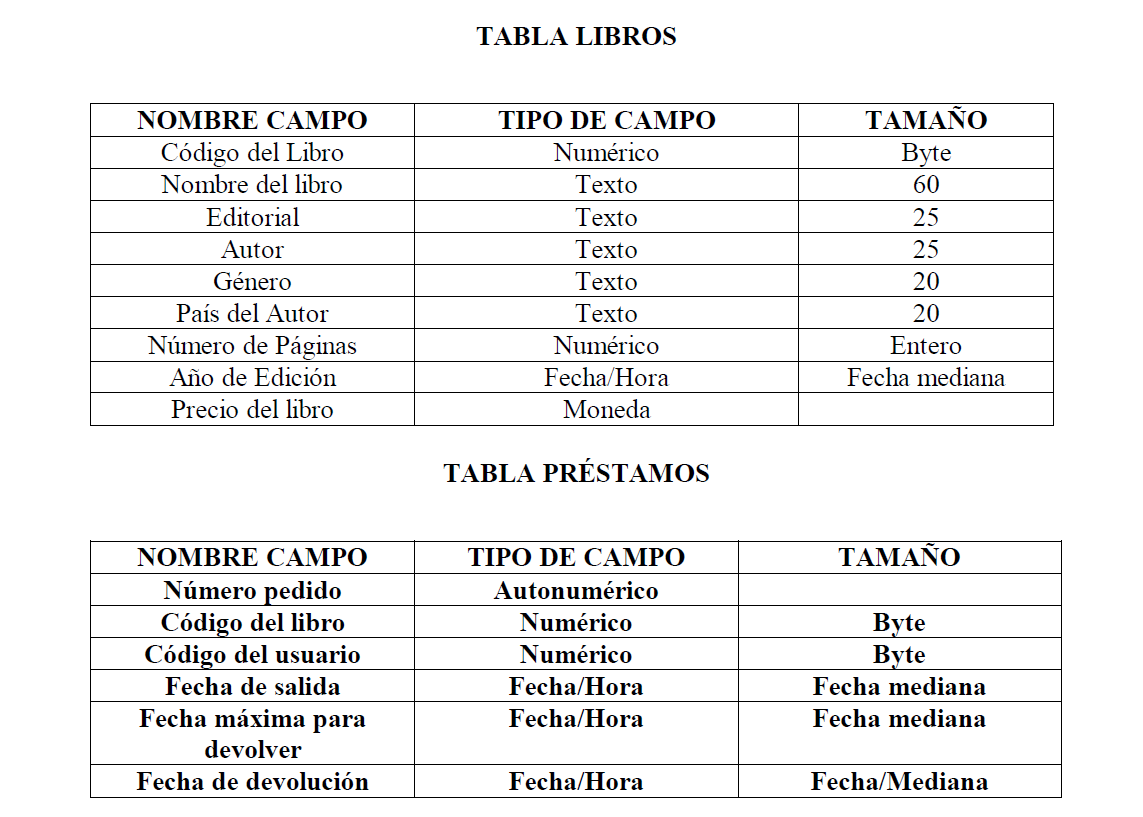 TABLA LIBROS
NOMBRE CAMPO TIPO DE CAMPO TAMAÑO
Código del Libro Numérico Byte
Nombre del libro Texto 60
Editorial Texto 25
Autor Texto 25
Género Texto 20
País del Autor Texto 20
Número de Páginas Numérico Entero
Año de Edición Fecha/Hora Fecha mediana
Precio del libro Moneda
TABLA PRÉSTAMOS
NOMBRE CAMPO TIPO DE CAMPO TAMAÑO
Número pedido Autonumérico
Código del libro Numérico Byte
Código del usuario Numérico Byte
Fecha de salida Fecha/Hora Fecha mediana
Fecha máxima para Fecha/Hora Fecha mediana
devolver
Fecha de devolución Fecha/Hora Fecha/Mediana